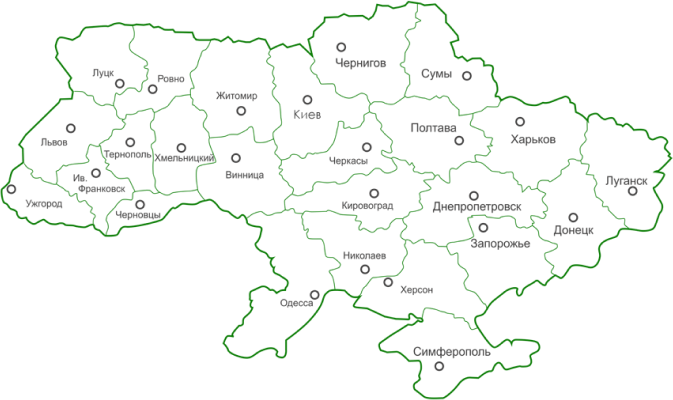 Чернигов
Сумы
Луцк
Ровно
Житомир
Киев
Полтава
Харьков
Львов
Тернополь
Хмельницкий
Черкасы
Винница
Ив.
Франковск
Луганск
Ужгород
Черновцы
Кировоград
Днепропетровск
Донецк
Запорожье
Николаев
Херсон
Одесса
Симферополь